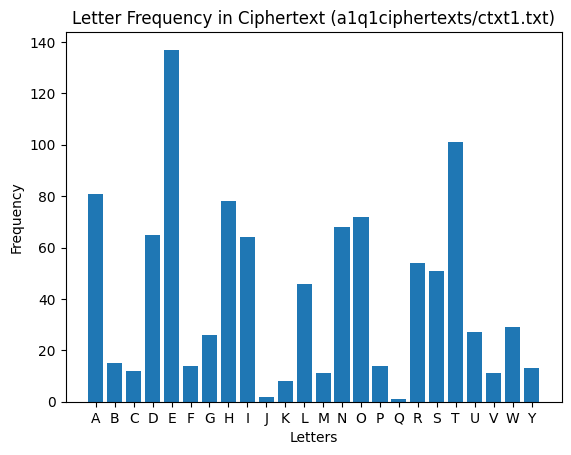 Letter Frequency in Ciphertext (a1q1ciphertexts/ctxt1.txt)
140
120
100
80
60
40
20
0
Frequency
A B C D E F G H I J K L M N O P Q R S T U V W Y
Letters